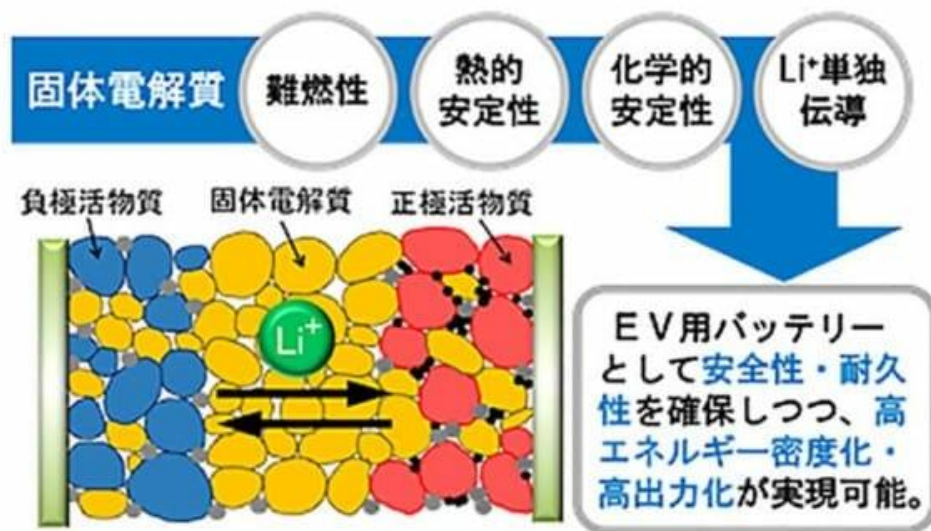 固体電解質
難燃性
熱的
安定性
化学的
安定性
Li⁺単独
伝導
負極活物質
固体電解質
正極活物質
Li⁺
EV用バッテリー
として安全性・耐久
性を確保しつつ、高
エネルギー密度化・
高出力化が実現可能。